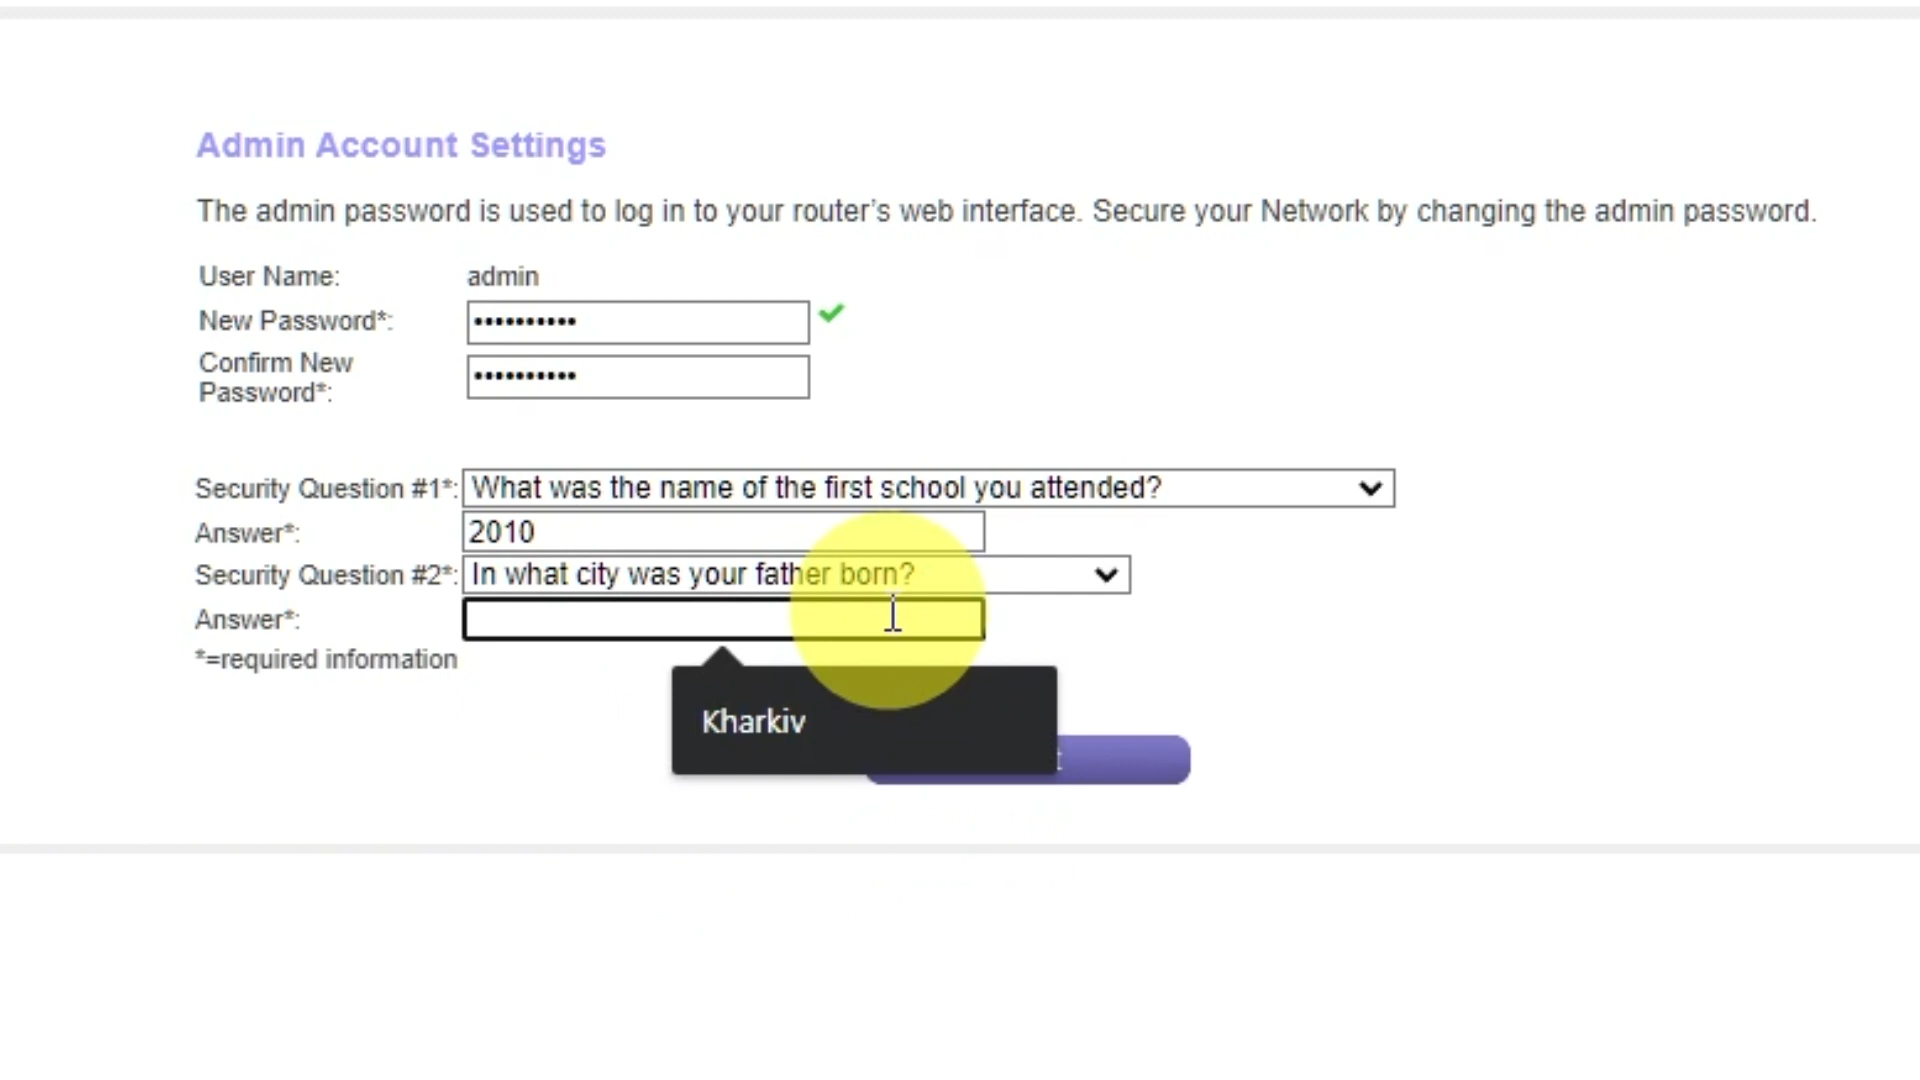 Admin Account Settings
The admin password is used to log in to your router's web interface. Secure your Network by changing the admin password.
User Name: admin
New Password*: ••••••••••
Confirm New
Password*: ••••••••••
Security Question #1*: What was the name of the first school you attended?
Answer*: 2010
Security Question #2*: In what city was your father born?
Answer*:
*=required information
Kharkiv